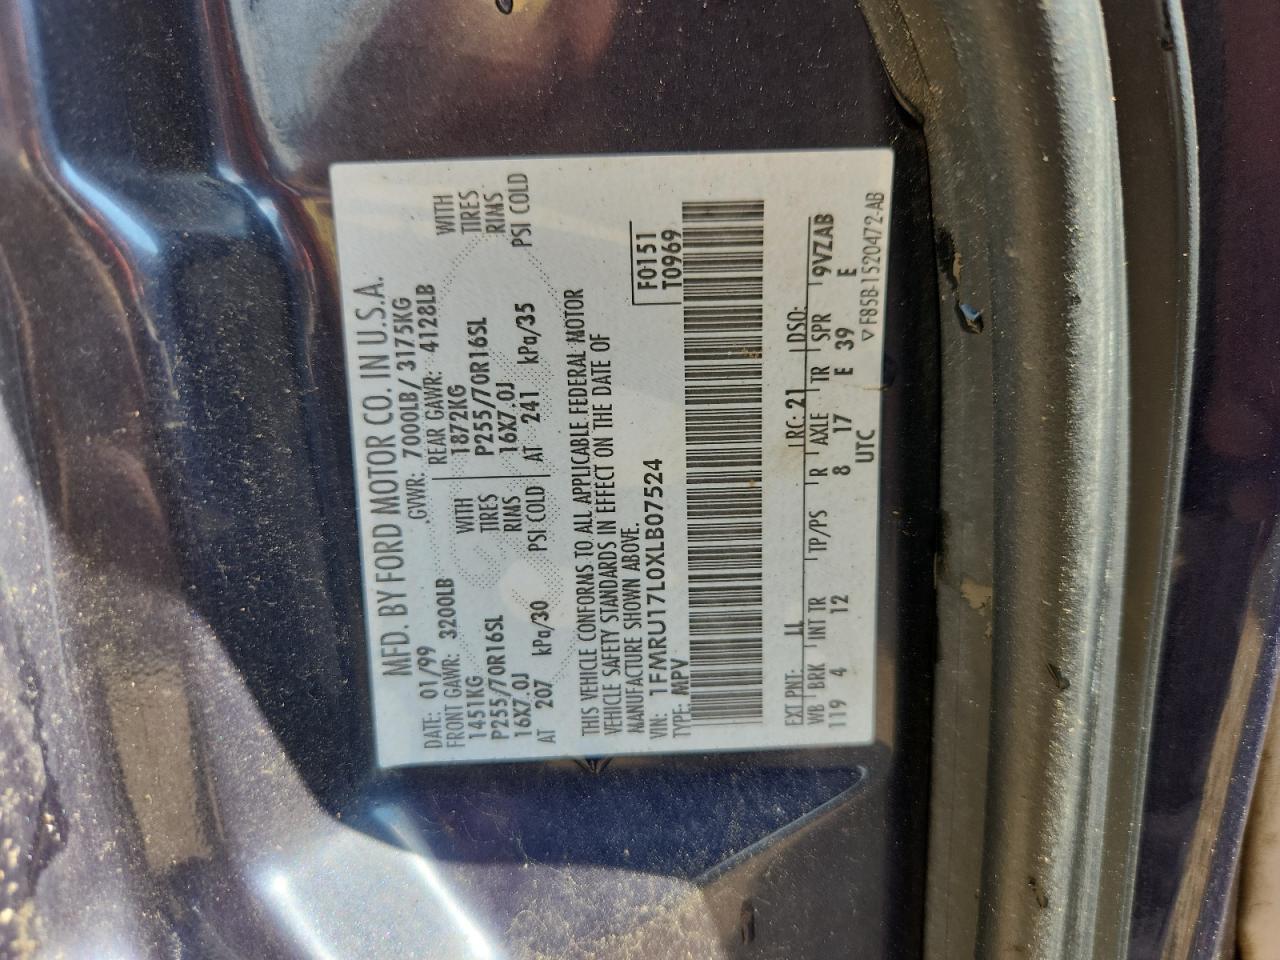 MFD. BY FORD MOTOR CO. IN U.S.A.
DATE: 01/99 GVWR: 7000LB/ 3175KG
FRONT GAWR: 3200LB REAR GAWR: 4128LB
1451KG WITH 1872KG WITH
P255/70R16SL TIRES P255/70R16SL TIRES
16X7.0J RIMS 16X7.0J RIMS
AT 207 kPa/30 PSI COLD AT 241 kPa/35 PSI COLD
THIS VEHICLE CONFORMS TO ALL APPLICABLE FEDERAL MOTOR
VEHICLE SAFETY STANDARDS IN EFFECT ON THE DATE OF
MANUFACTURE SHOWN ABOVE.
F0151
T0969
VIN: 1FMRU17L0XLB07524
TYPE: MPV
EXT PNT: LL RC: 21 DSO:
WB BRK INT TR TP/PS R AXLE TR SPR 9VZAB
119 4 12 8 17 E 39 E
UTC
▽ F85B-1520472-AB